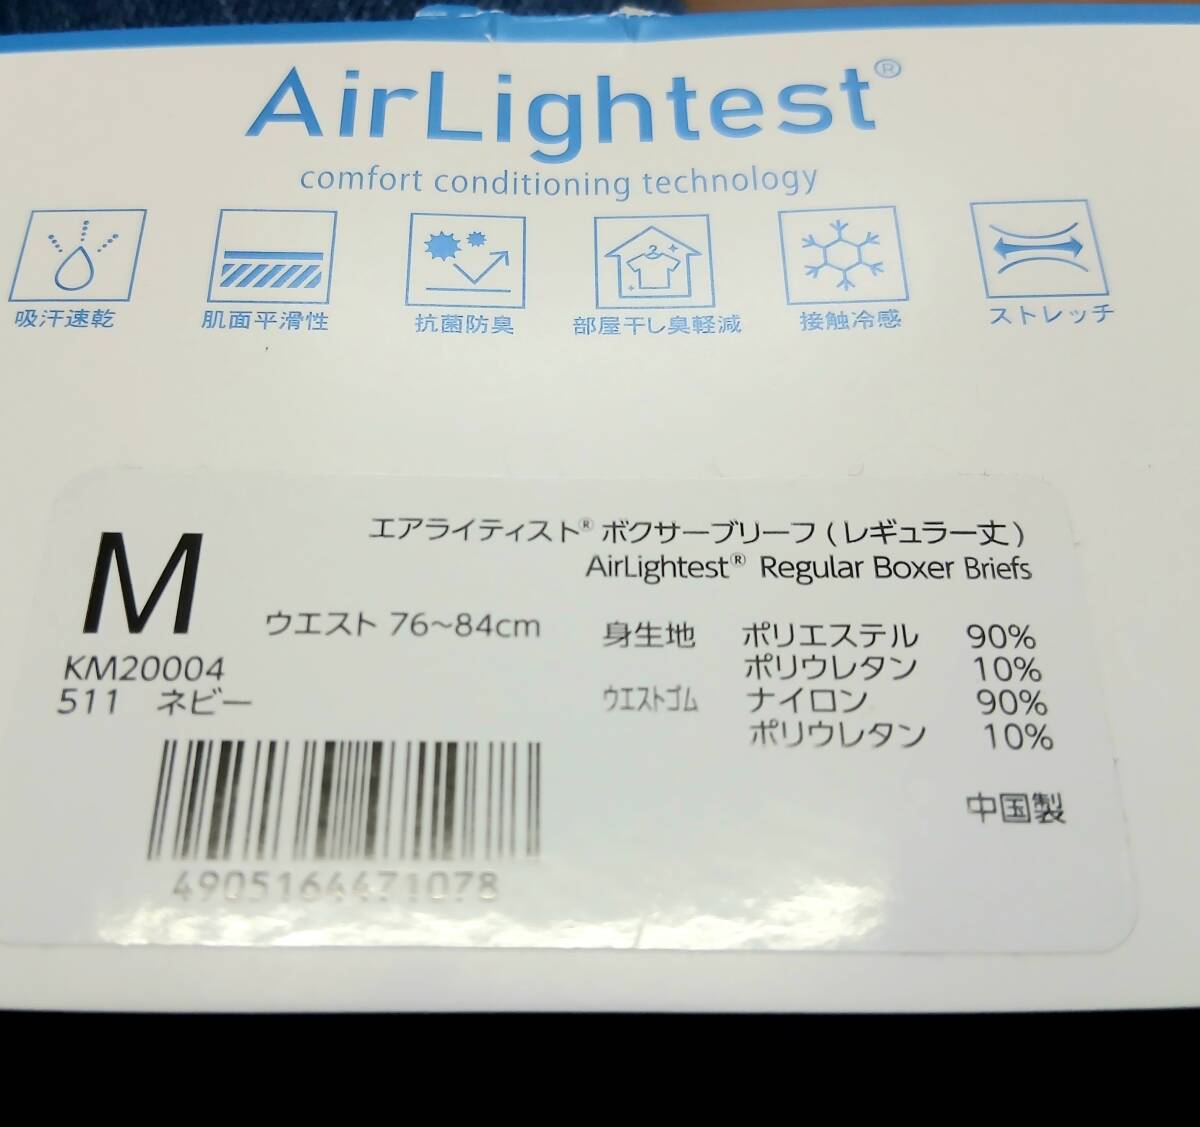 AirLightest®
comfort conditioning technology
吸汗速乾 肌面平滑性 抗菌防臭 部屋干し臭軽減 接触冷感 ストレッチ
エアライティスト® ボクサーブリーフ(レギュラー丈)
AirLightest® Regular Boxer Briefs
M ウエスト 76~84cm
KM20004
511 ネビー
身生地 ポリエステル 90%
ポリウレタン 10%
ウエストゴム ナイロン 90%
ポリウレタン 10%
中国製
4905164471078